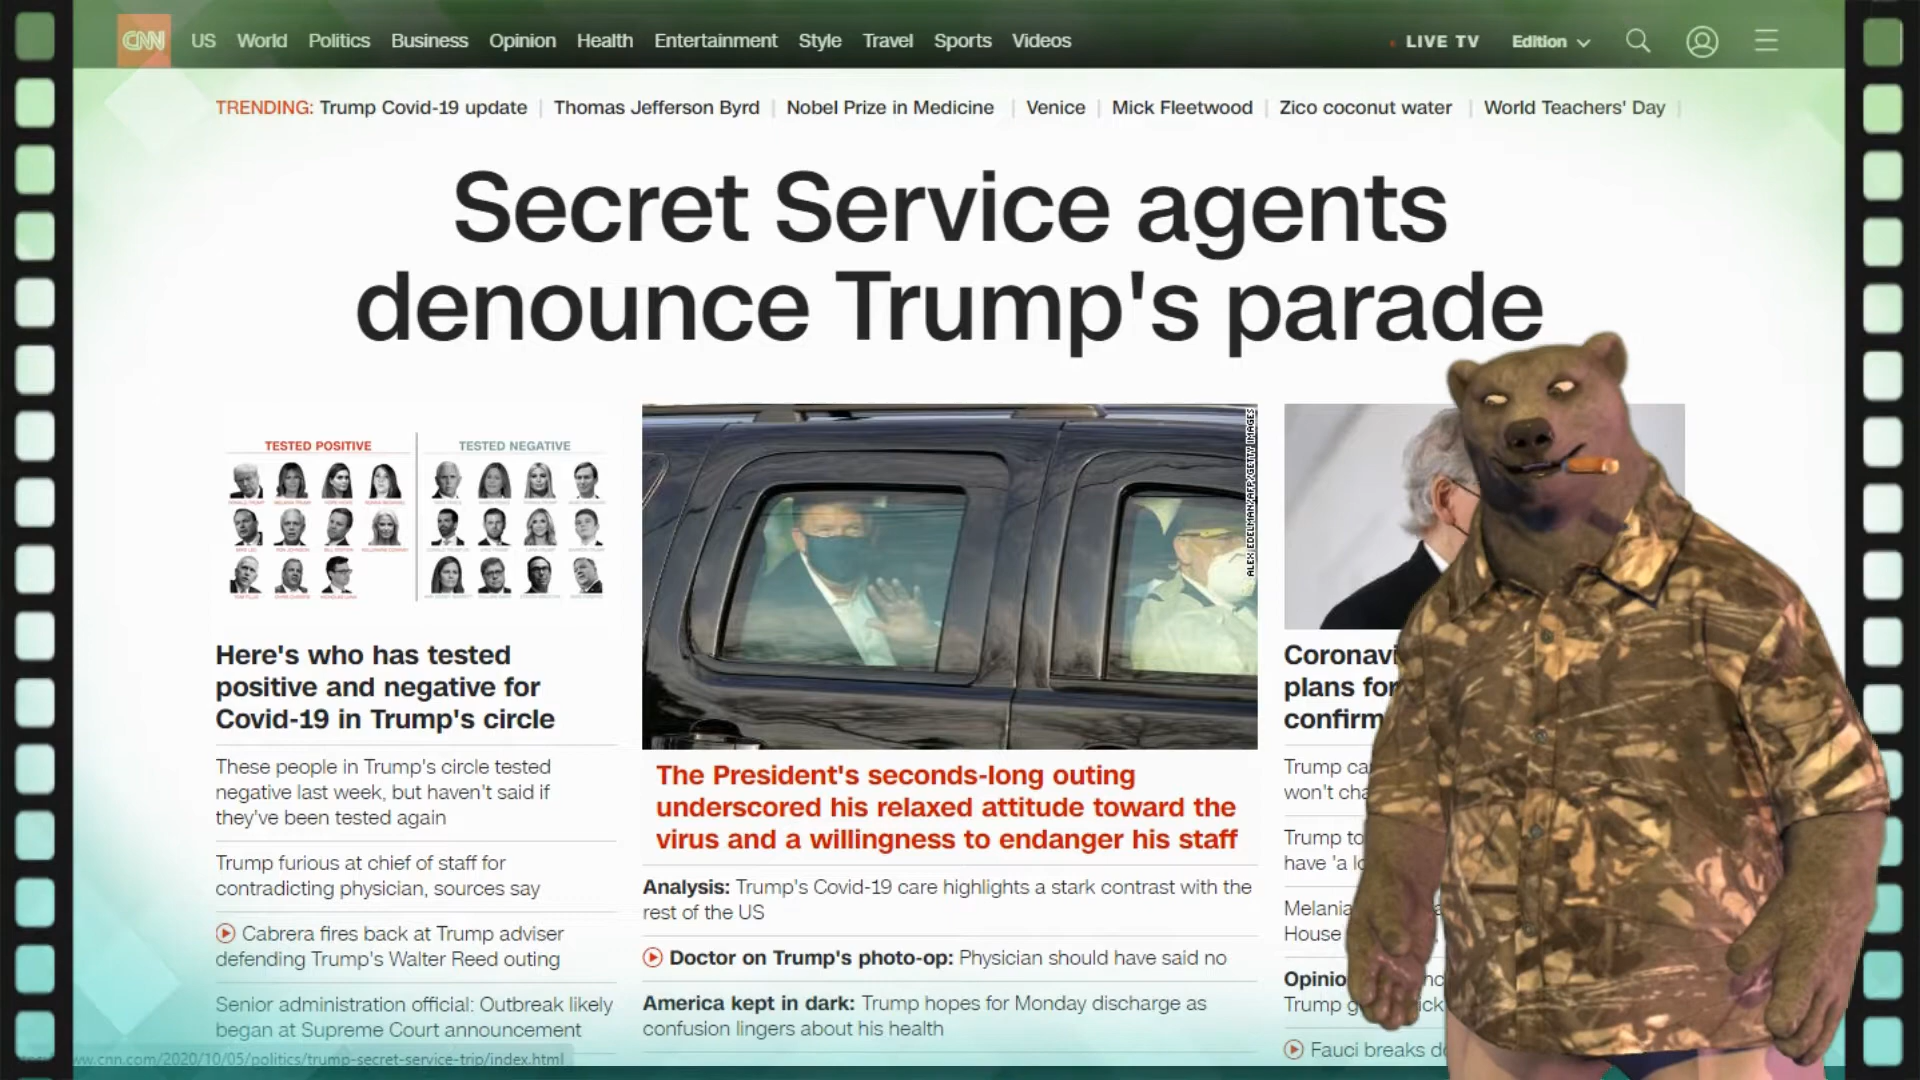 CNN US World Politics Business Opinion Health Entertainment Style Travel Sports Videos LIVE TV Edition
TRENDING: Trump Covid-19 update Thomas Jefferson Byrd Nobel Prize in Medicine Venice Mick Fleetwood Zico coconut water World Teachers' Day
Secret Service agents
denounce Trump's parade
TESTED POSITIVE
TESTED NEGATIVE
Here's who has tested
positive and negative for
Covid-19 in Trump's circle
These people in Trump's circle tested
negative last week, but haven't said if
they've been tested again
Trump furious at chief of staff for
contradicting physician, sources say
Cabrera fires back at Trump adviser
defending Trump's Walter Reed outing
Senior administration official: Outbreak likely
began at Supreme Court announcement
ww.cnn.com/2020/10/05/politics/trump-secret-service-trip/index.html
ALEX EDELMAN/AFP/GETTY IMAGES
The President's seconds-long outing
underscored his relaxed attitude toward the
virus and a willingness to endanger his staff
Analysis: Trump's Covid-19 care highlights a stark contrast with the
rest of the US
Doctor on Trump's photo-op: Physician should have said no
America kept in dark: Trump hopes for Monday discharge as
confusion lingers about his health
Coronavi
plans for
confirm
Trump ca
won't cha
Trump to
have 'a lo
Melania
House
Opinio
Trump g
Fauci breaks d